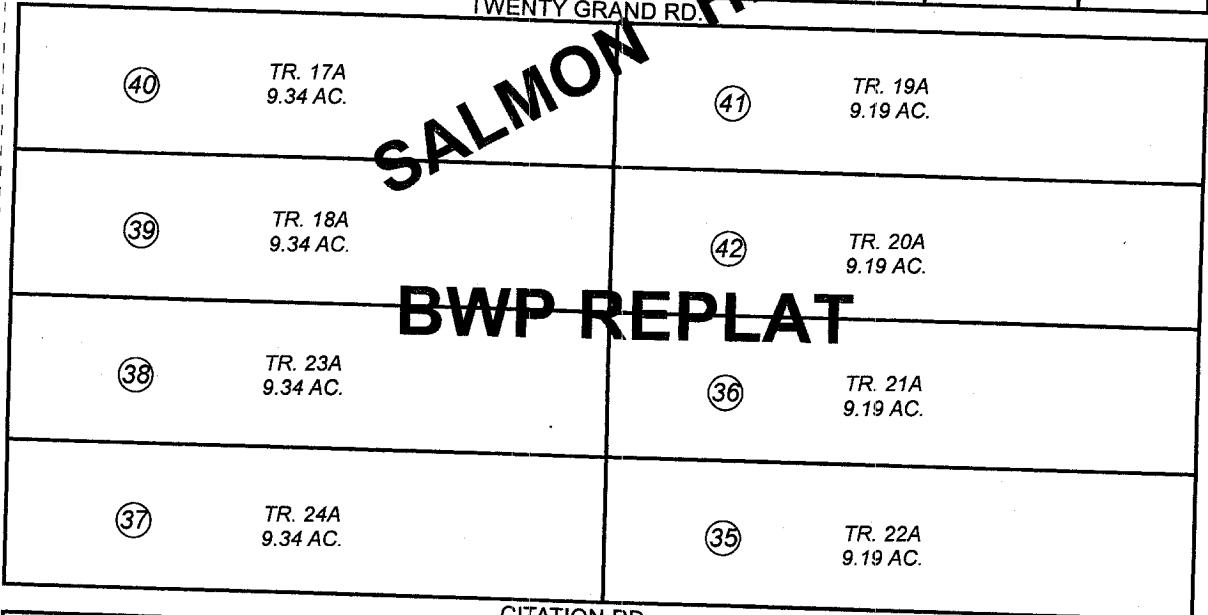 TWENTY GRAND RD.
SALMON
40
TR. 17A
9.34 AC.
41
TR. 19A
9.19 AC.
39
TR. 18A
9.34 AC.
42
TR. 20A
9.19 AC.
BWP REPLAT
38
TR. 23A
9.34 AC.
36
TR. 21A
9.19 AC.
37
TR. 24A
9.34 AC.
35
TR. 22A
9.19 AC.
CITATION RD.